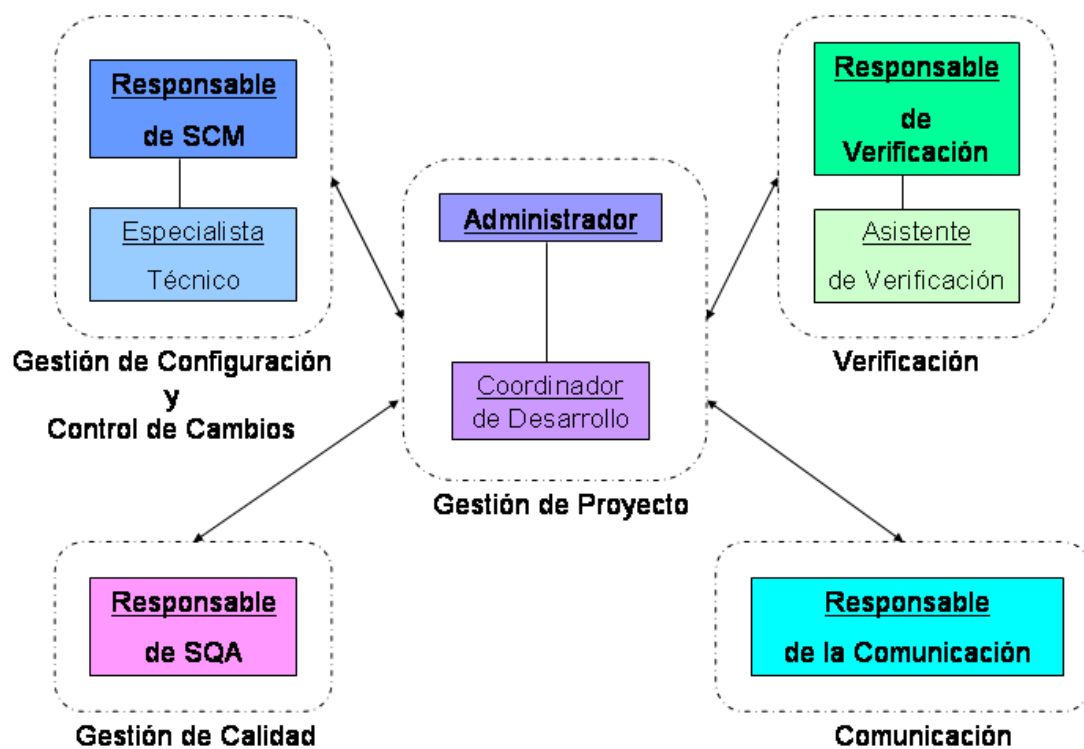 Responsable
de SCM
Especialista
Técnico
Gestión de Configuración
y
Control de Cambios
Responsable
de
Verificación
Asistente
de Verificación
Verificación
Administrador
Coordinador
de Desarrollo
Gestión de Proyecto
Responsable
de SQA
Gestión de Calidad
Responsable
de la Comunicación
Comunicación